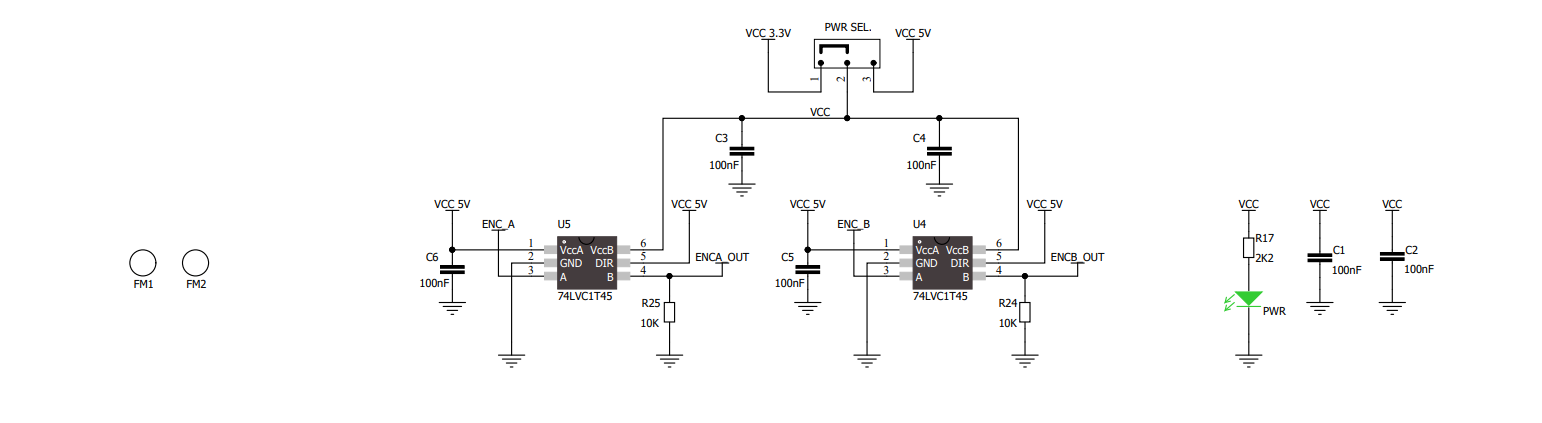 PWR SEL.
VCC 3.3V
VCC 5V
1
2
3
VCC
C3
100nF
C4
100nF
VCC 5V
ENC_A
U5
VCC 5V
VCC 5V
ENC_B
U4
VCC 5V
VCC
VCC
VCC
1
2
3
VccA
GND
A
VccB
DIR
B
6
5
4
74LVC1T45
C6
100nF
ENCA_OUT
R25
10K
1
2
3
VccA
GND
A
VccB
DIR
B
6
5
4
74LVC1T45
C5
100nF
ENCB_OUT
R24
10K
R17
2K2
PWR
C1
100nF
C2
100nF
FM1
FM2